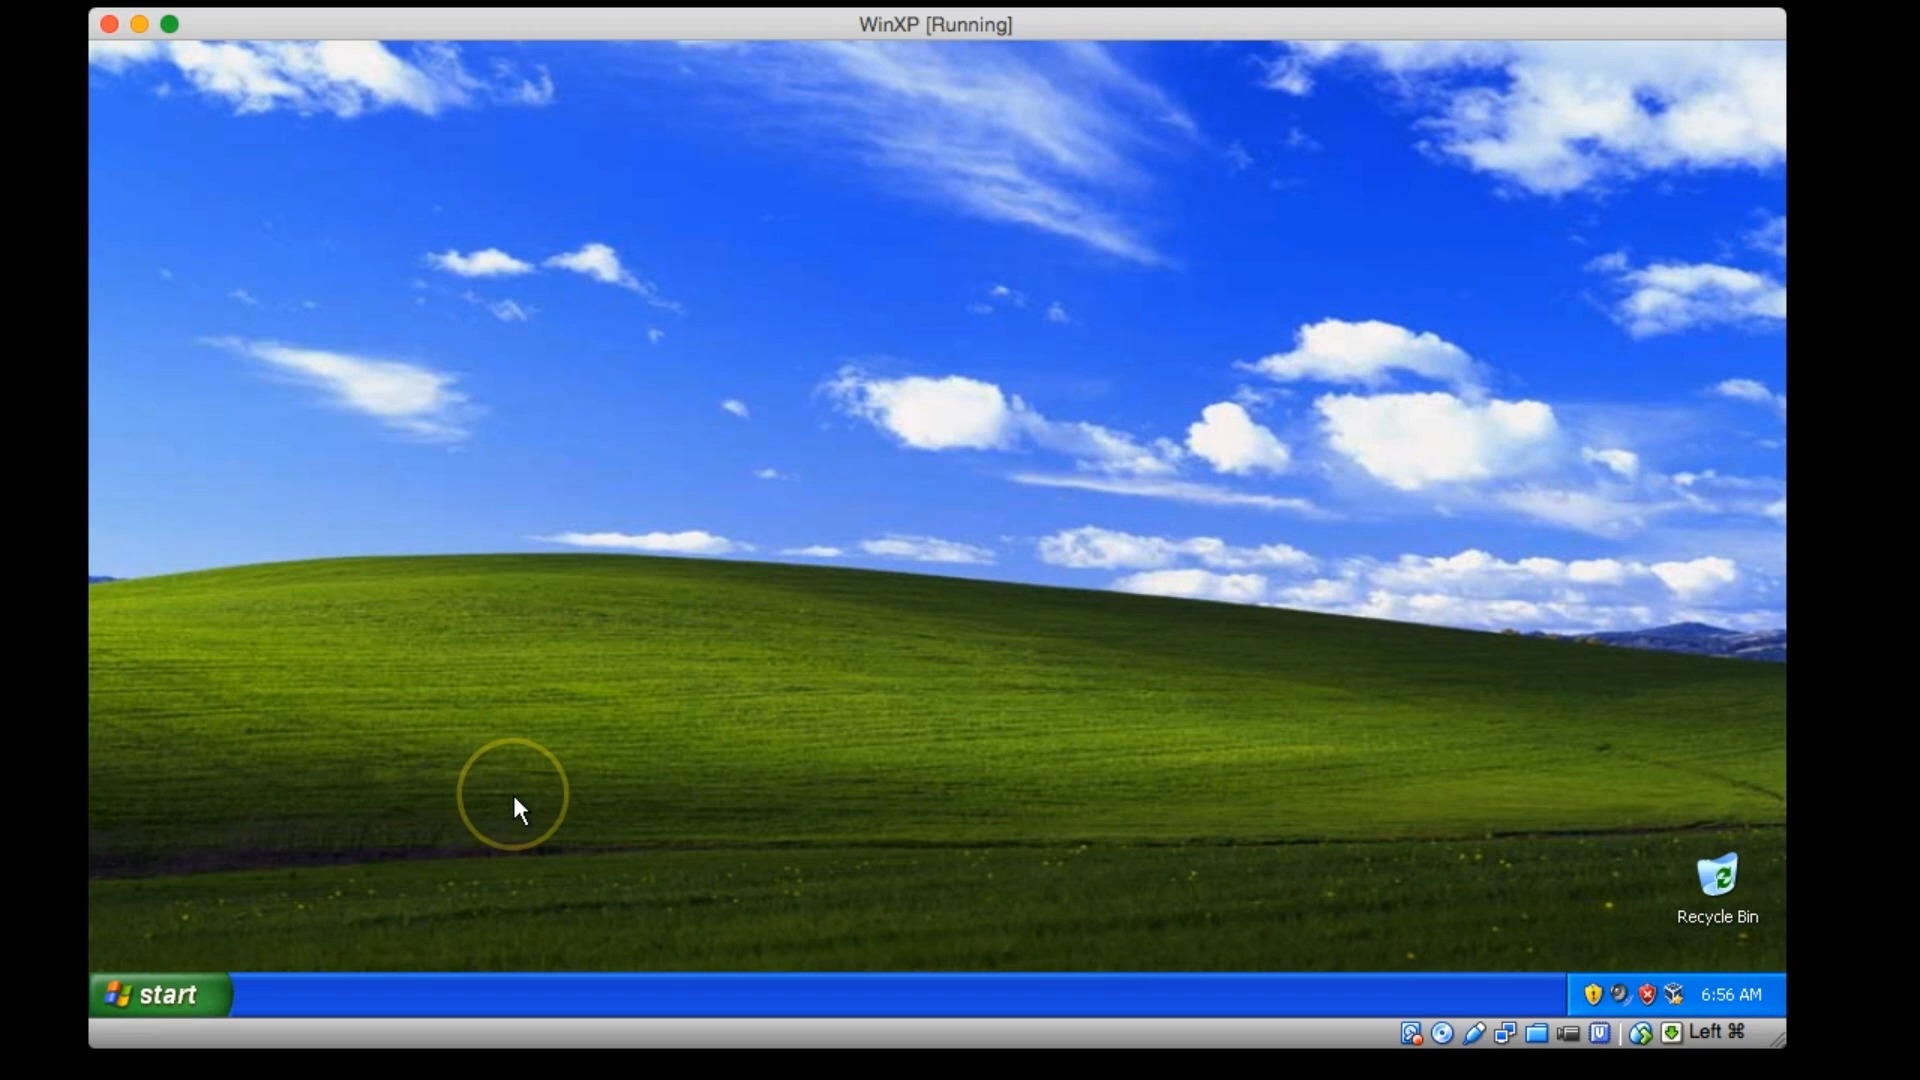 WinXP [Running]
Recycle Bin
start
6:56 AM
Left ⌘